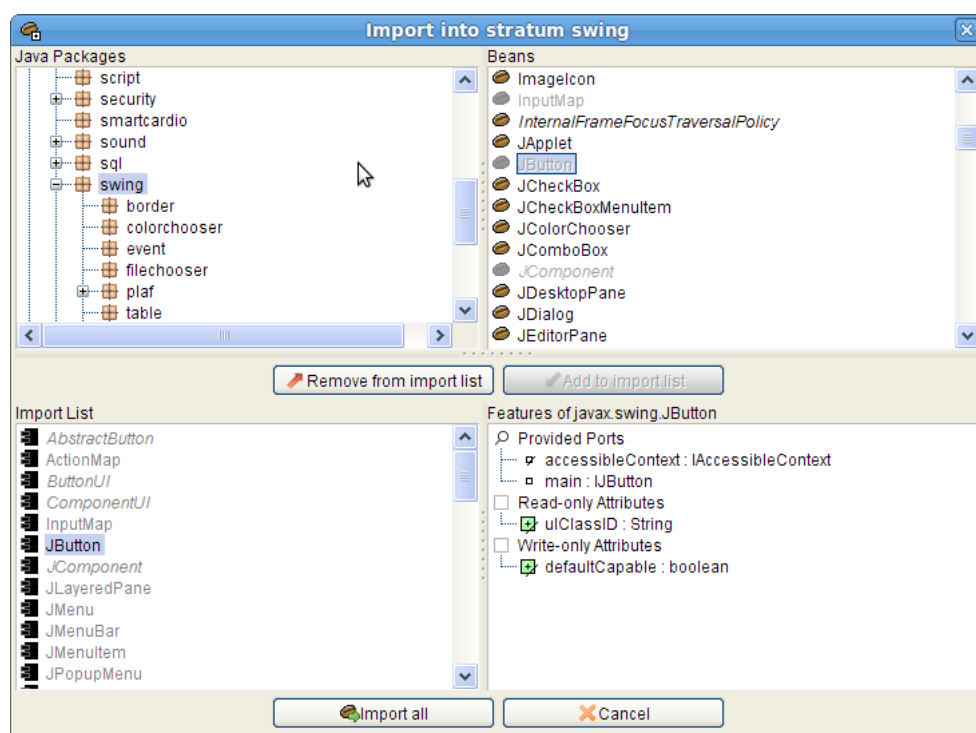 Import into stratum swing
Java Packages
script
security
smartcardio
sound
sql
swing
border
colorchooser
event
filechooser
plaf
table
Beans
ImageIcon
InputMap
InternalFrameFocusTraversalPolicy
JApplet
JButton
JCheckBox
JCheckBoxMenuItem
JColorChooser
JComboBox
JComponent
JDesktopPane
JDialog
JEditorPane
Remove from import list
Add to import list
Import List
AbstractButton
ActionMap
ButtonUI
ComponentUI
InputMap
JButton
JComponent
JLayeredPane
JMenu
JMenuBar
JMenuItem
JPopupMenu
Features of javax.swing.JButton
Provided Ports
accessibleContext : IAccessibleContext
main : IJButton
Read-only Attributes
uIClassID : String
Write-only Attributes
defaultCapable : boolean
Import all
Cancel